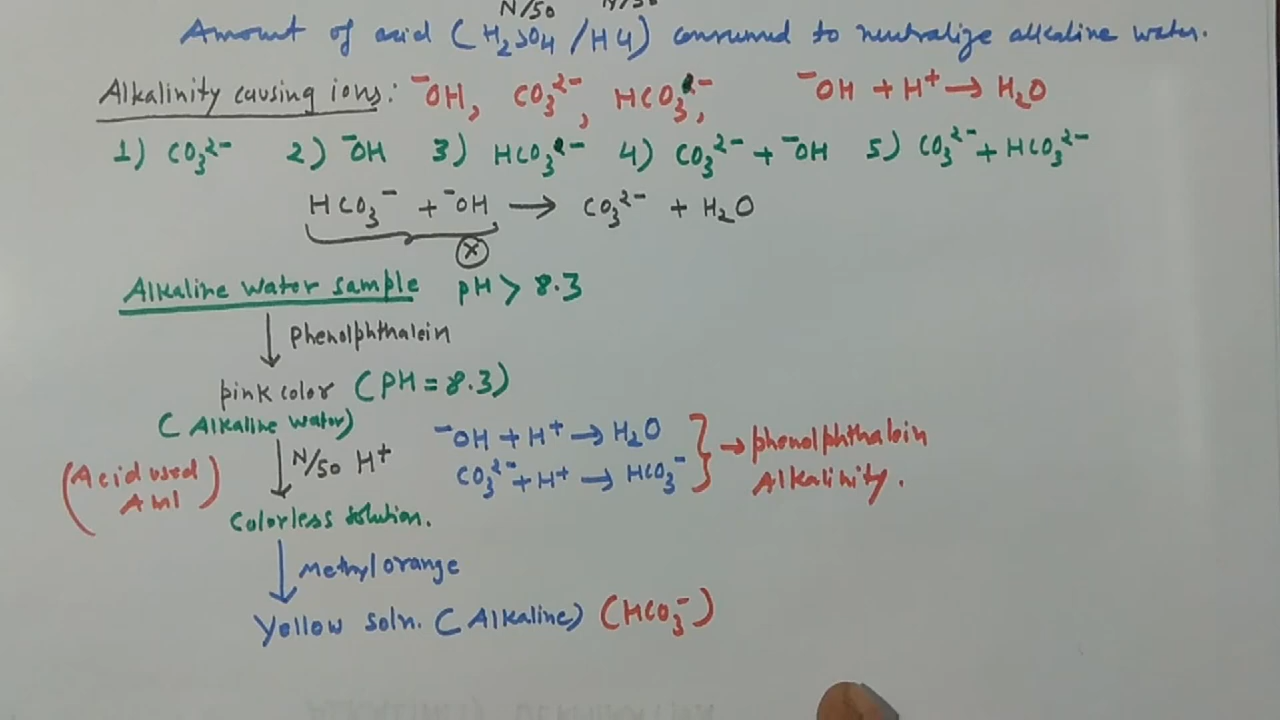 N/50 N/50
Amount of acid (H₂SO₄/HCl) consumed to neutralize alkaline water.
Alkalinity causing ions: ⁻OH, CO₃²⁻, HCO₃⁻, ⁻OH + H⁺ → H₂O
1) CO₃²⁻ 2) ⁻OH 3) HCO₃⁻ 4) CO₃²⁻ + ⁻OH 5) CO₃²⁻ + HCO₃²⁻
HCO₃⁻ + ⁻OH → CO₃²⁻ + H₂O
ⓧ
Alkaline water sample pH > 8.3
↓ Phenolphthalein
pink color (PH = 8.3)
(Alkaline water)
⁻OH + H⁺ → H₂O
CO₃²⁻ + H⁺ → HCO₃⁻
} → phenolphthalein
Alkalinity.
(Acid used
A ml)
↓ N/50 H⁺
Colorless solution.
↓ Methyl orange
Yellow soln. (Alkaline) (HCO₃⁻)